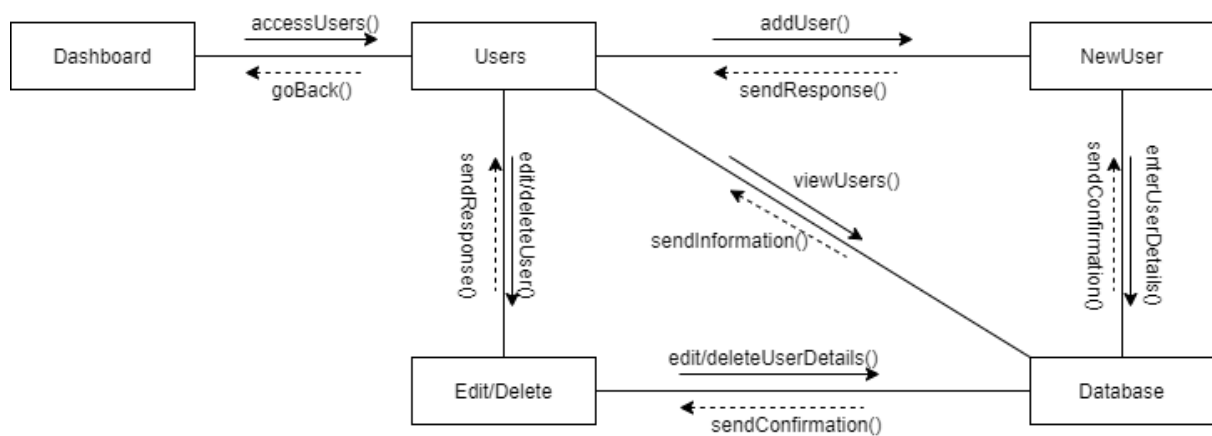 accessUsers()
addUser()
Dashboard
Users
NewUser
goBack()
sendResponse()
sendResponse()
edit/deleteUser()
viewUsers()
sendInformation()
sendConfirmation()
enterUserDetails()
edit/deleteUserDetails()
Edit/Delete
Database
sendConfirmation()